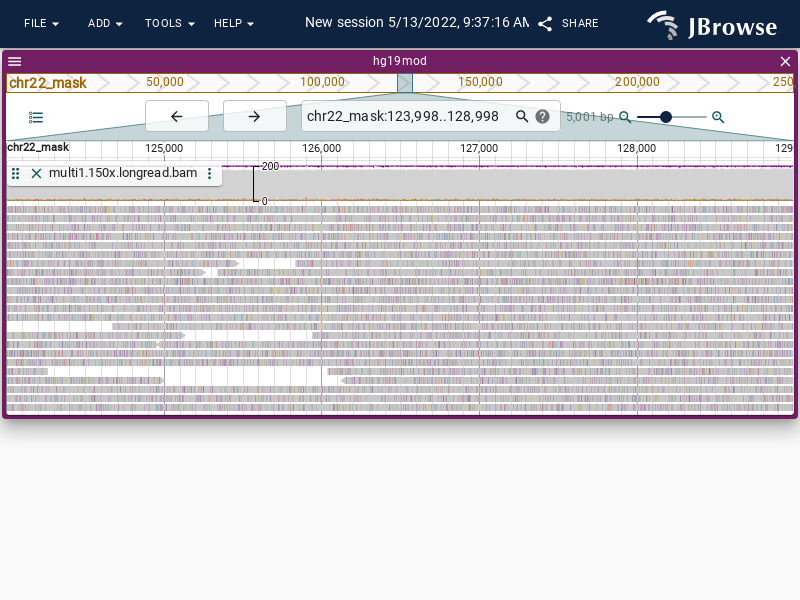 FILE ADD TOOLS HELP New session 5/13/2022, 9:37:16 AM SHARE JBrowse
hg19mod
chr22_mask 50,000 100,000 150,000 200,000 250
chr22_mask:123,998..128,998 5,001 bp
chr22_mask 125,000 126,000 127,000 128,000 129
multi1.150x.longread.bam 200
0